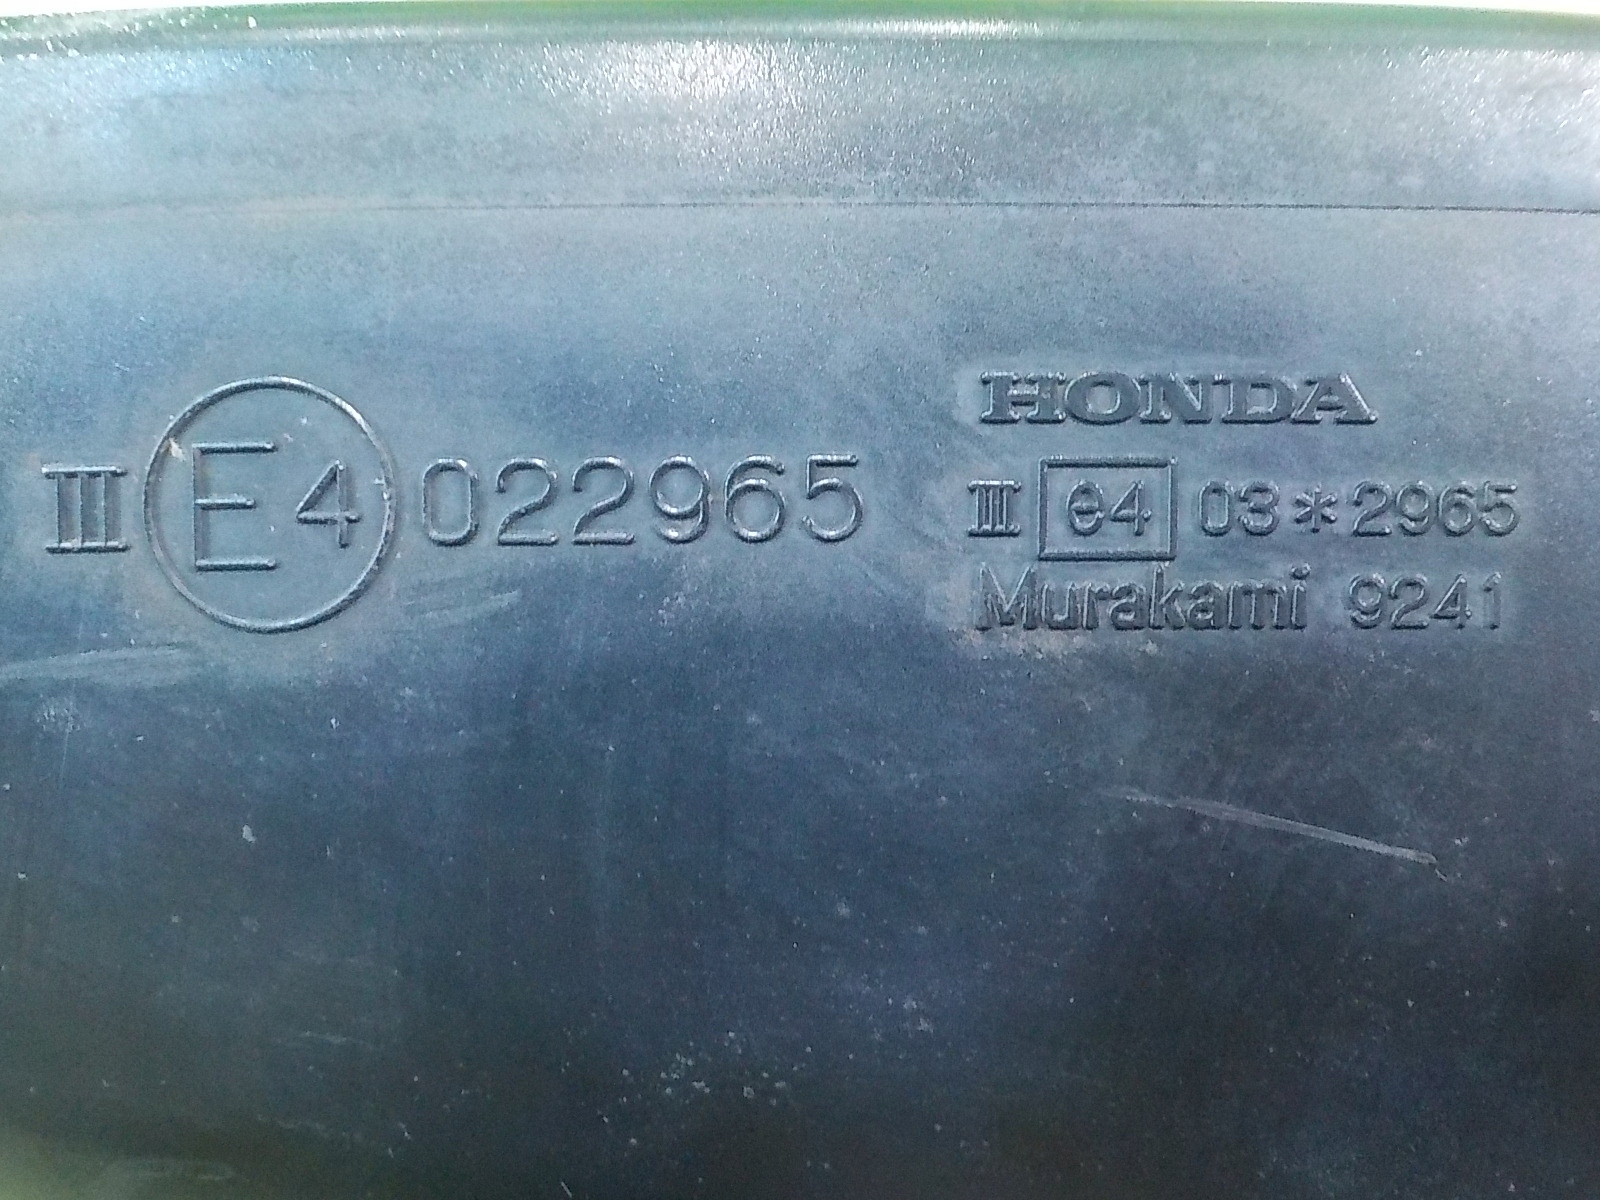 III E4 022965
HONDA
III e4 03*2965
Murakami 9241